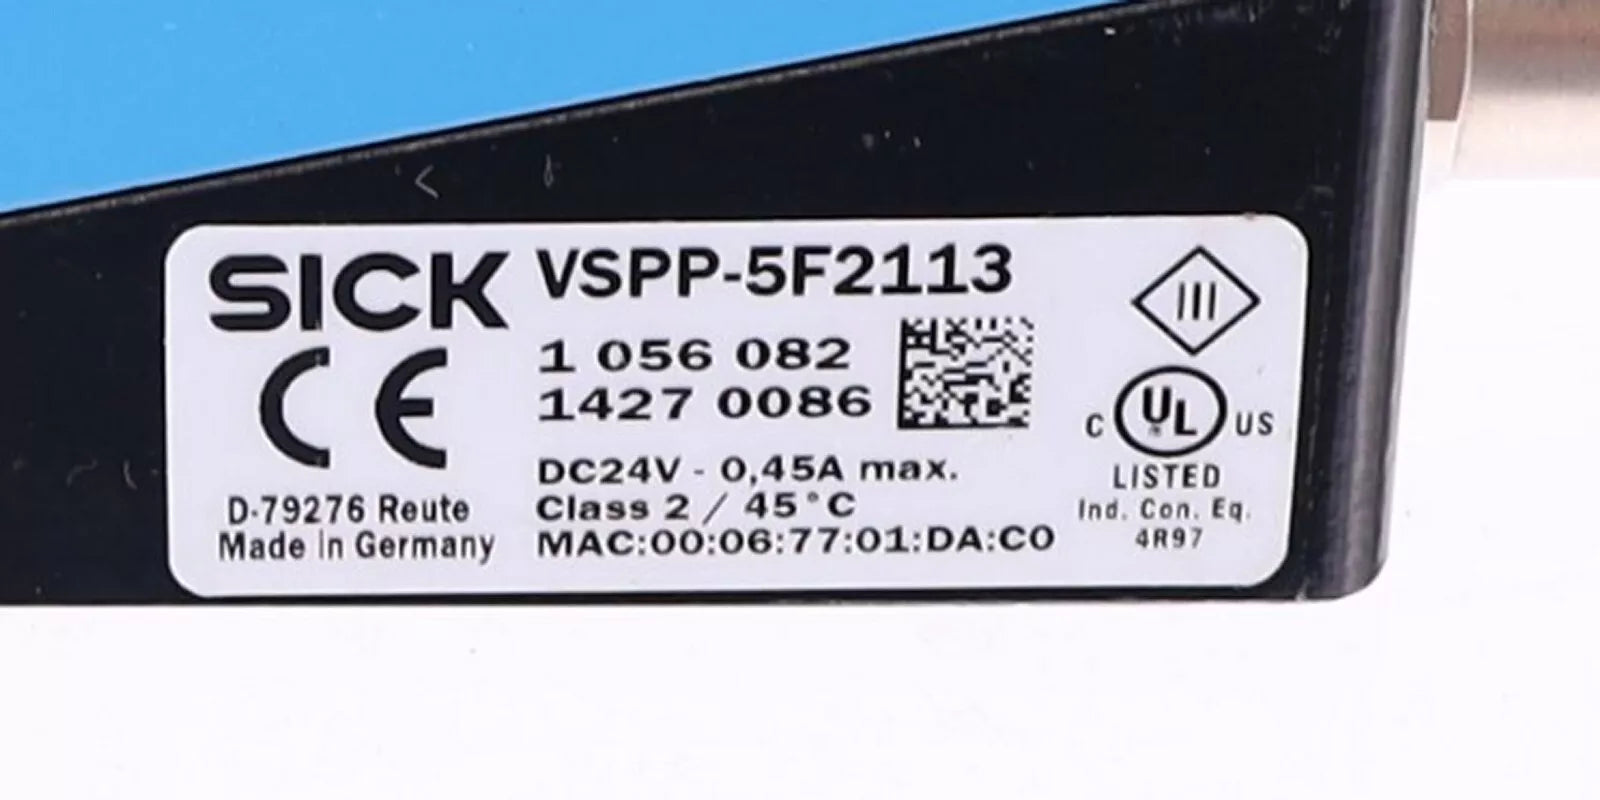 SICK VSPP-5F2113
1 056 082
1427 0086
CE
DC24V - 0,45A max.
Class 2 / 45°C
MAC:00:06:77:01:DA:C0
D-79276 Reute
Made in Germany
III
C UL US
LISTED
Ind. Con. Eq.
4R97